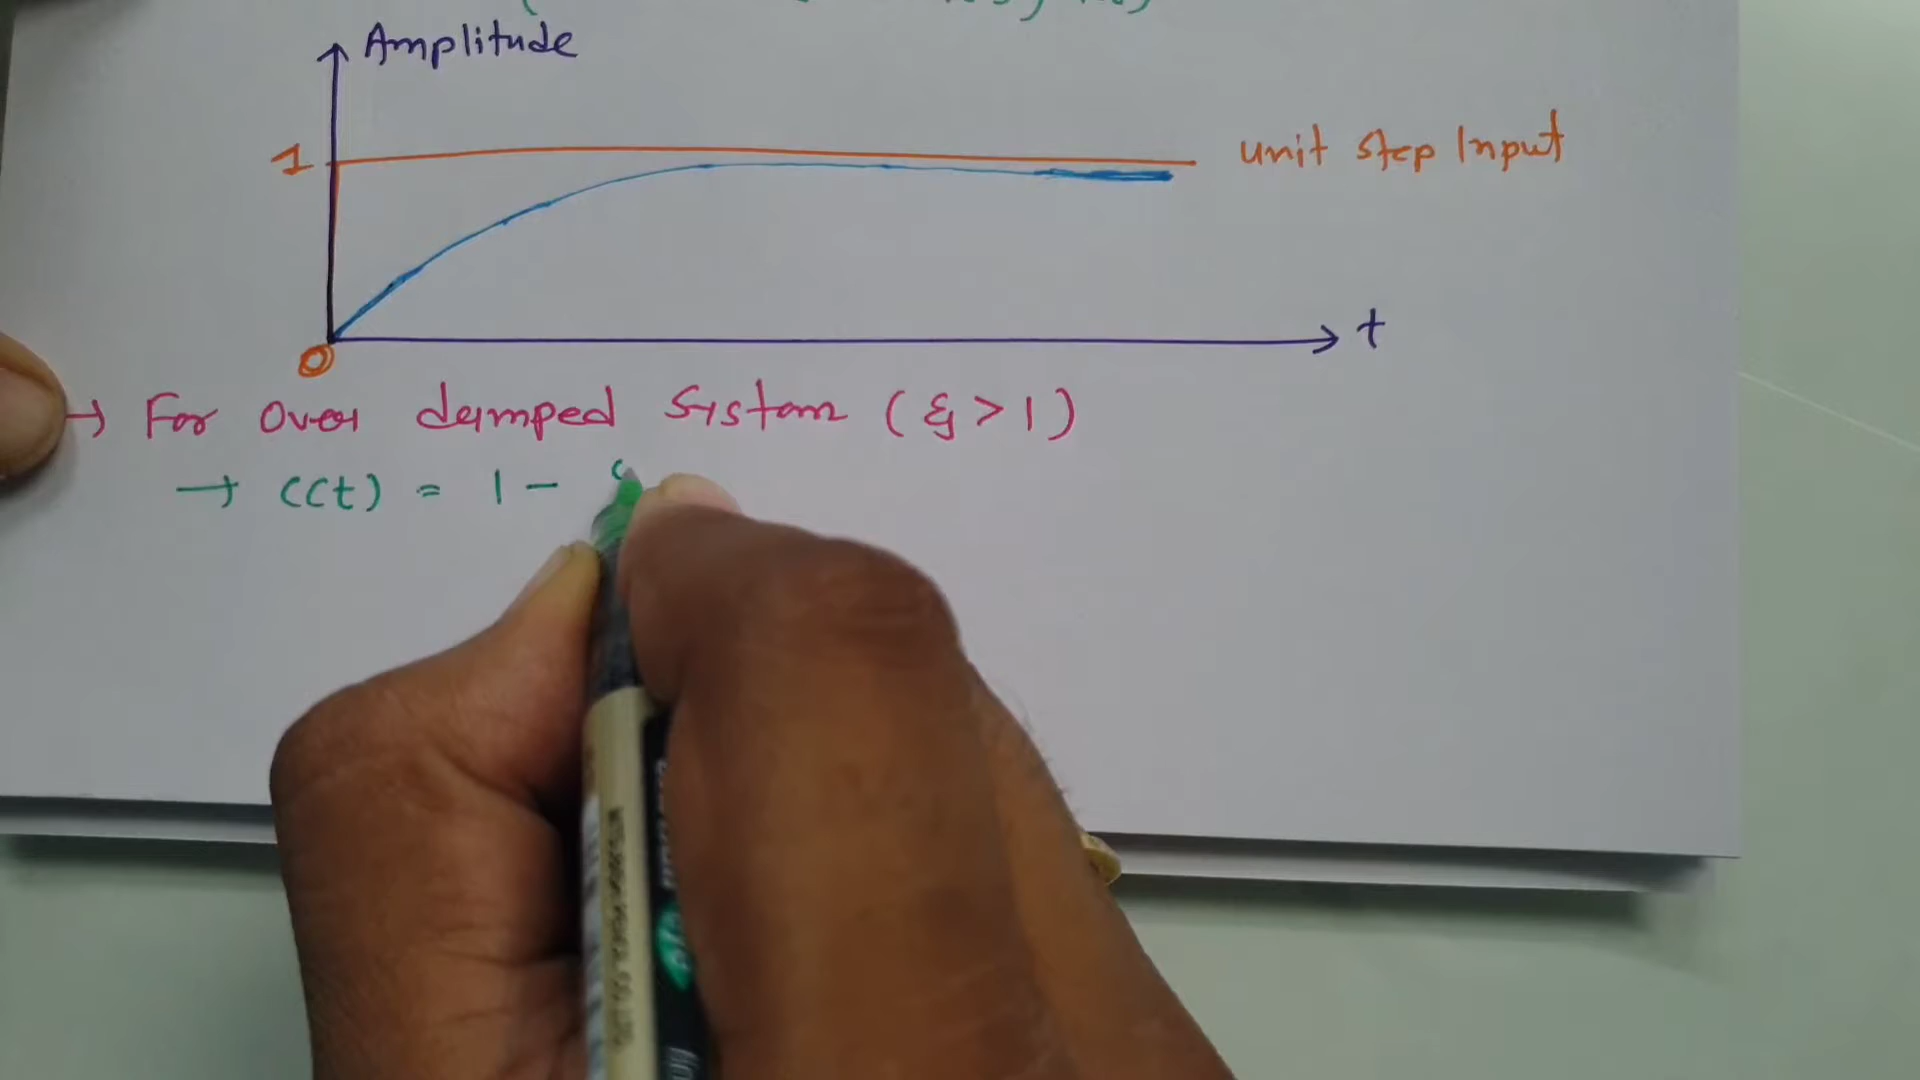 Amplitude
1
unit step Input
t
0
→ For Over damped System (ξ > 1)
→ C(t) = 1 -